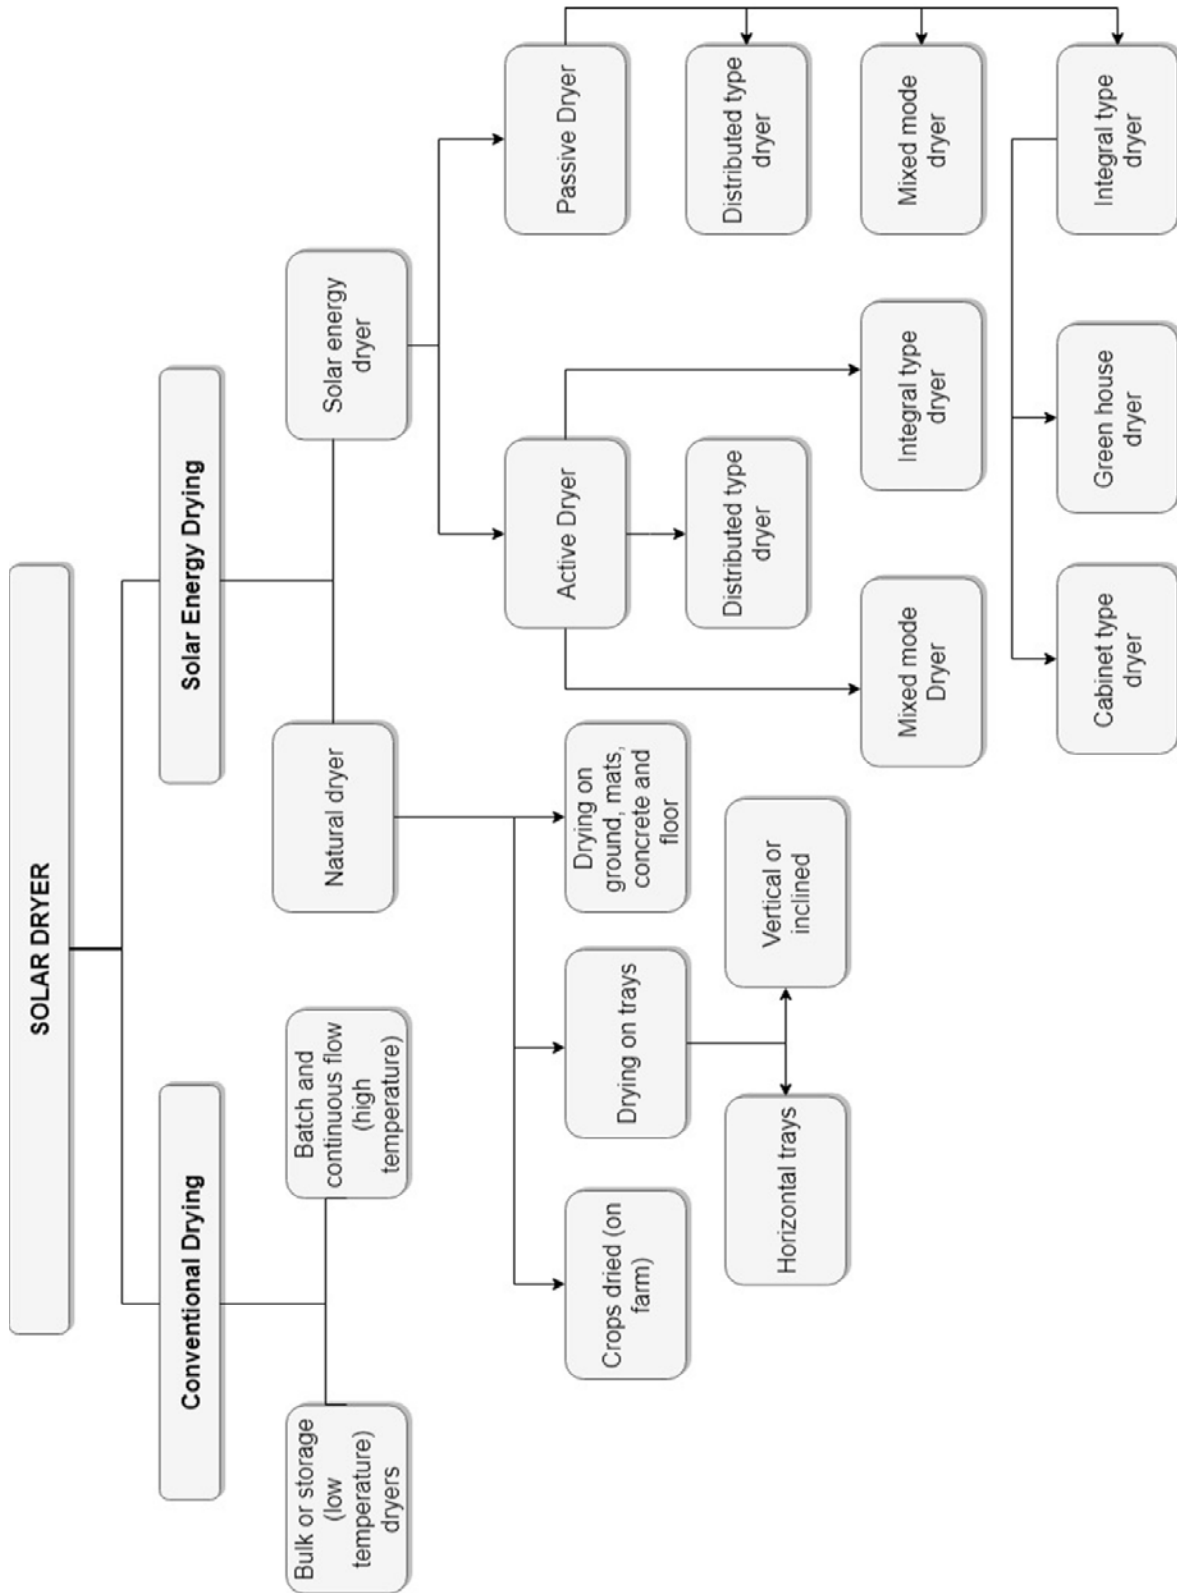 SOLAR DRYER
Conventional Drying
Solar Energy Drying
Bulk or storage
(low
temperature)
dryers
Batch and
continuous flow
(high
temperature)
Natural dryer
Solar energy
dryer
Crops dried (on
farm)
Drying on trays
Drying on
ground, mats,
concrete and
floor
Horizontal trays
Vertical or
inclined
Active Dryer
Passive Dryer
Distributed type
dryer
Mixed mode
Dryer
Integral type
dryer
Distributed type
dryer
Mixed mode
dryer
Integral type
dryer
Cabinet type
dryer
Green house
dryer